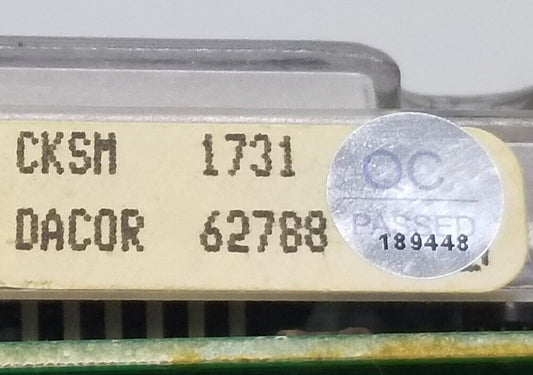 CKSM 1731
DACOR 62788
QC
PASSED
189448